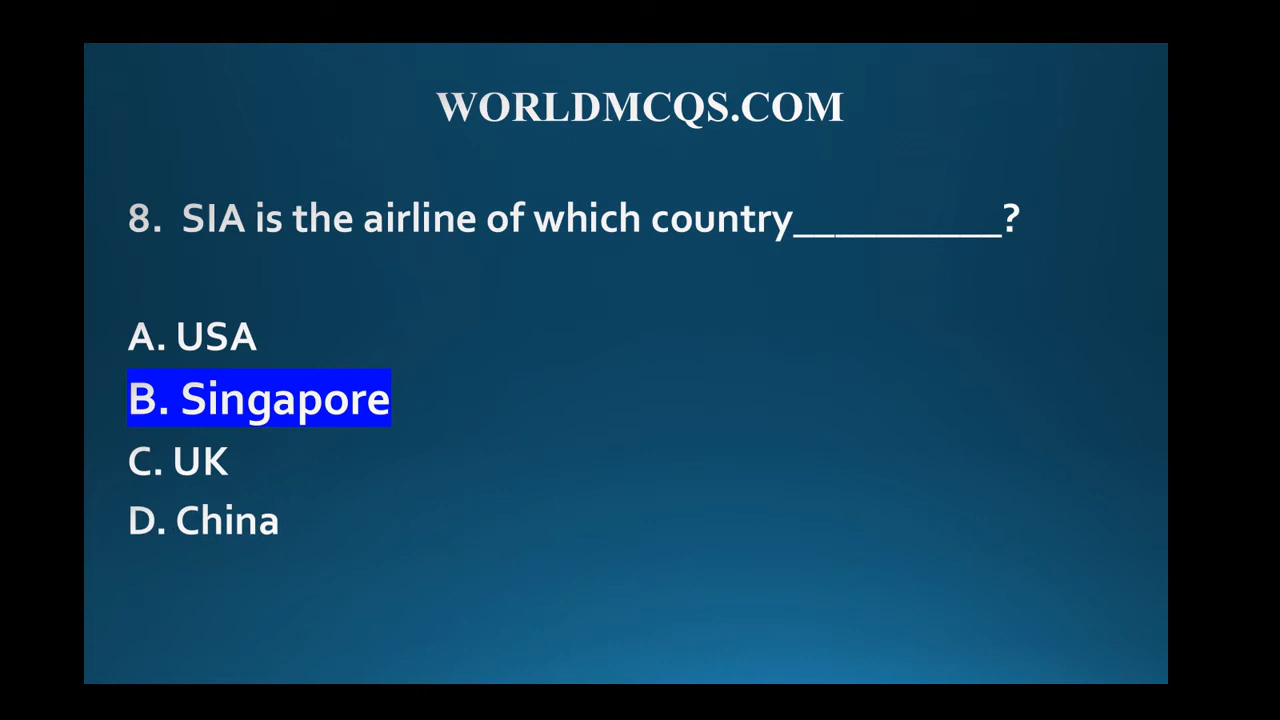 WORLDMCQS.COM
8. SIA is the airline of which country__________?
A. USA
B. Singapore
C. UK
D. China